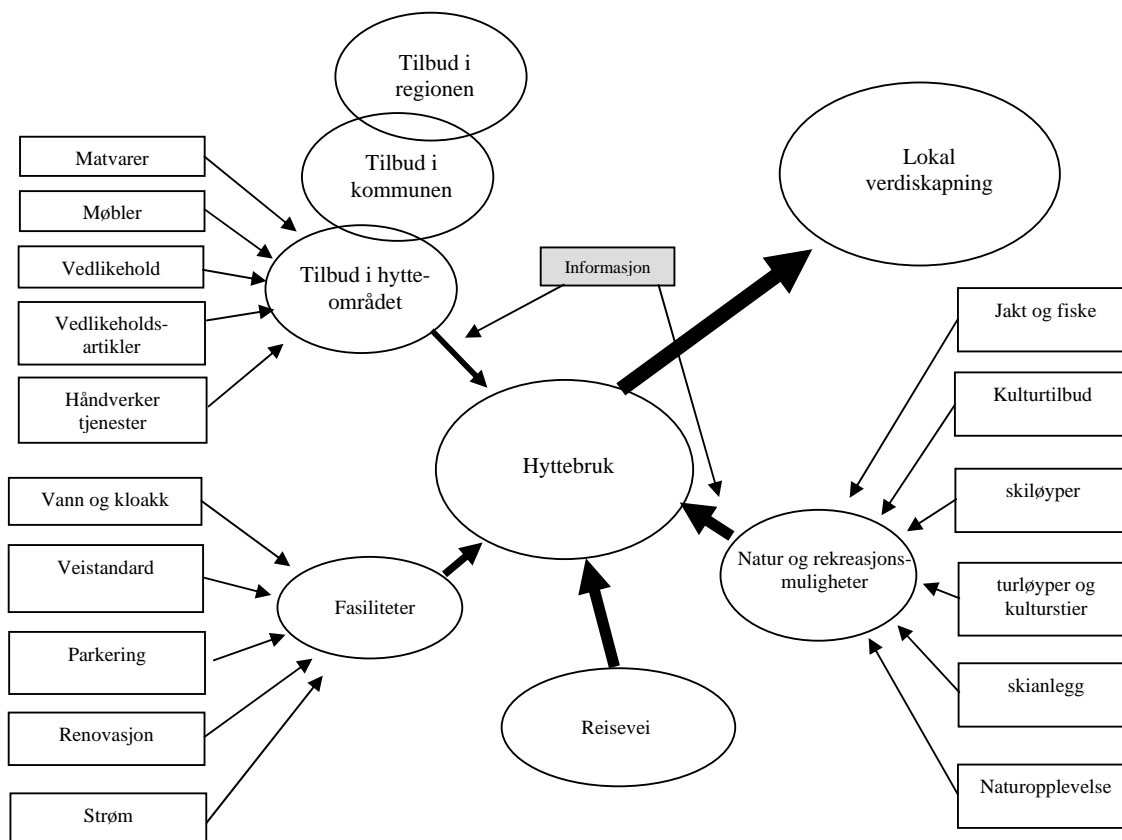 Tilbud i
regionen
Tilbud i
kommunen
Lokal
verdiskapning
Matvarer
Møbler
Vedlikehold
Vedlikeholds-
artikler
Håndverker
tjenester
Tilbud i hytte-
området
Informasjon
Jakt og fiske
Kulturtilbud
skiløyper
turløyper og
kulturstier
skianlegg
Naturopplevelse
Hyttebruk
Natur og rekreasjons-
muligheter
Vann og kloakk
Veistandard
Parkering
Renovasjon
Strøm
Fasiliteter
Reisevei